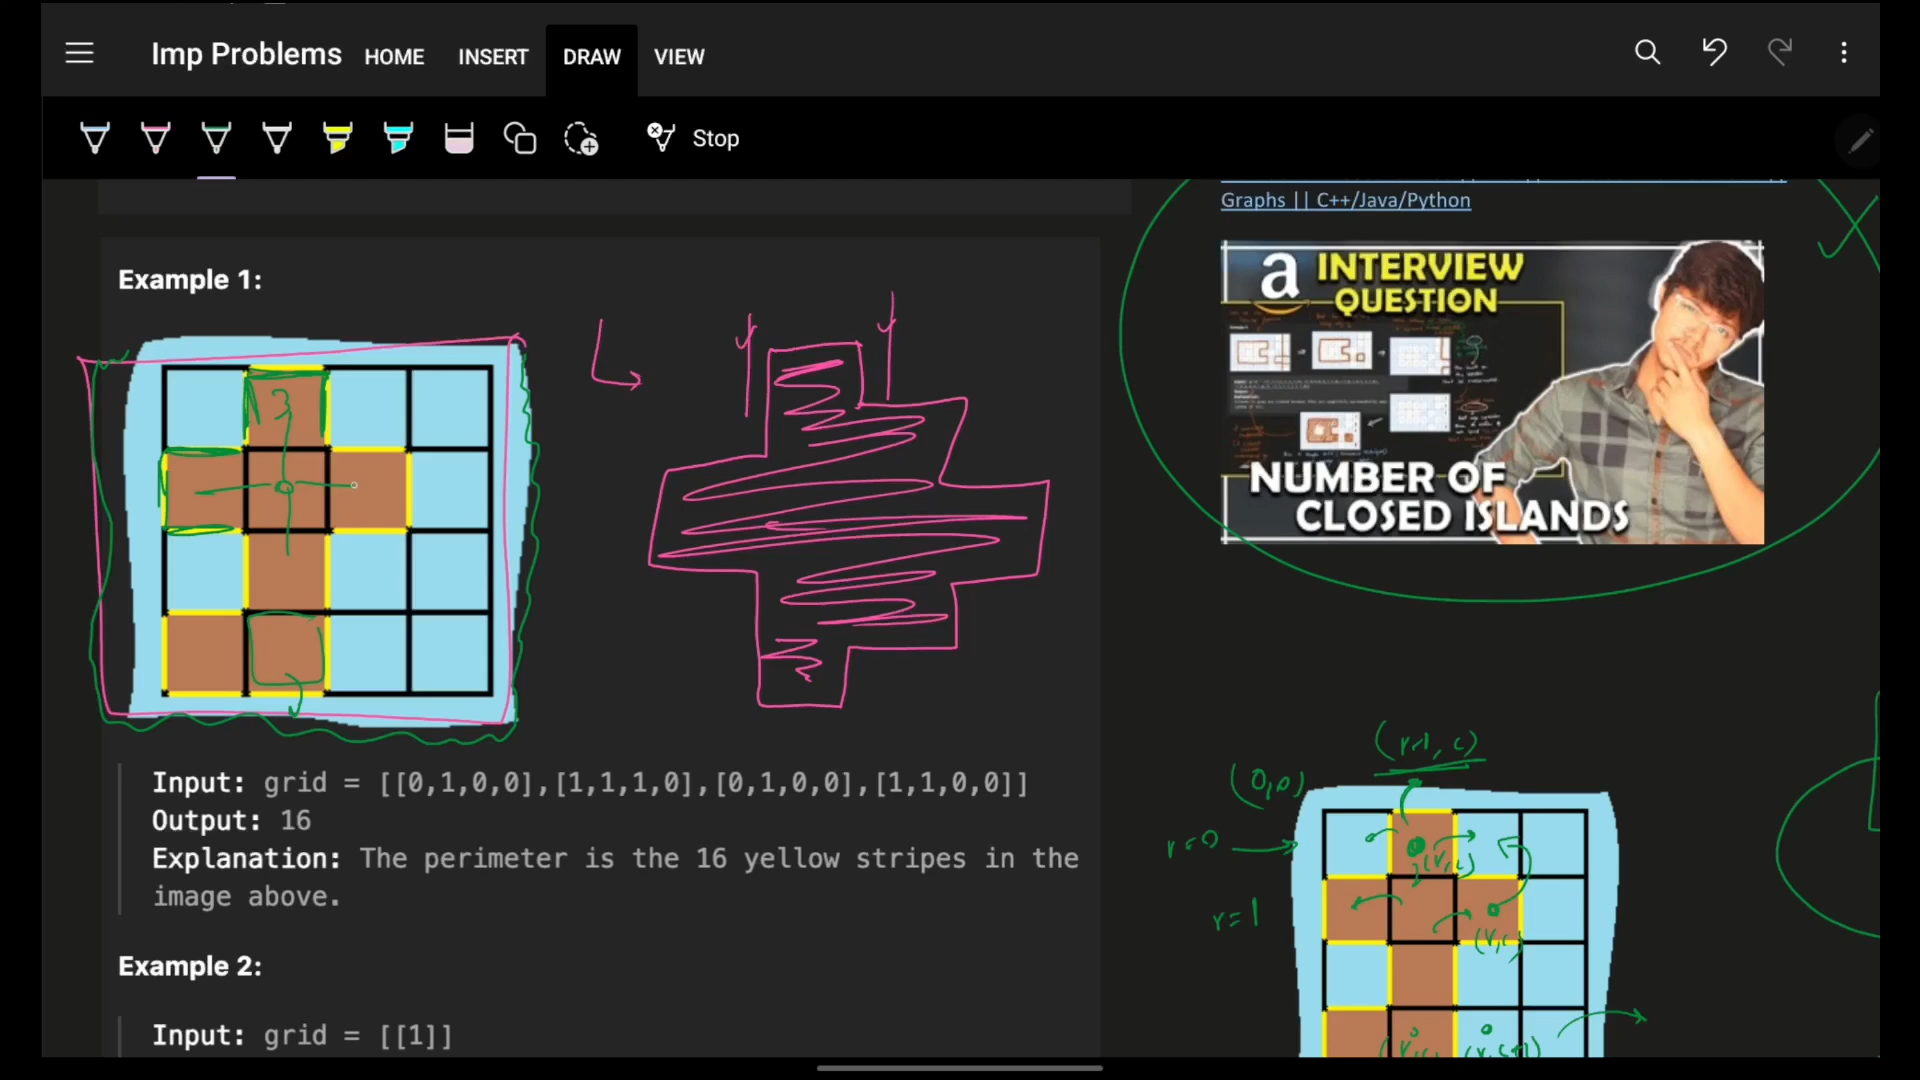 Imp Problems HOME INSERT DRAW VIEW
Stop
Graphs || C++/Java/Python
Example 1:
3
a INTERVIEW
QUESTION
NUMBER OF
CLOSED ISLANDS
Input: grid = [[0,1,0,0],[1,1,1,0],[0,1,0,0],[1,1,0,0]]
Output: 16
Explanation: The perimeter is the 16 yellow stripes in the
image above.
Example 2:
Input: grid = [[1]]
(r-1, c)
(0,0)
r=0
(r,c)
r=1
(r,c)
(r,c) (r,c+1)